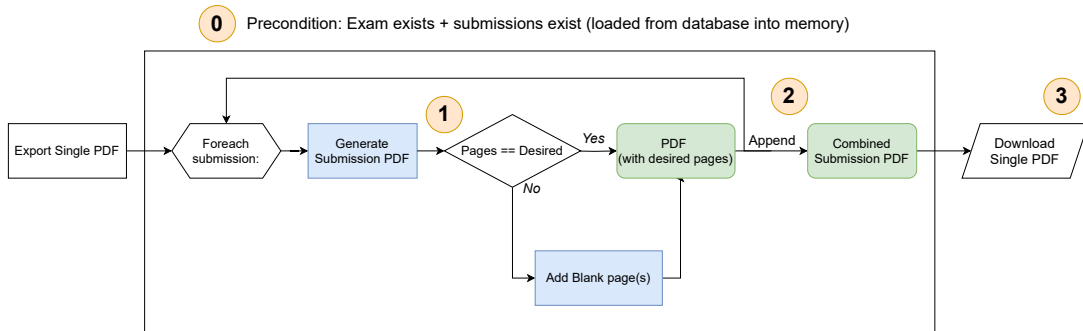 0
Precondition: Exam exists + submissions exist (loaded from database into memory)
1
2
3
Export Single PDF
Foreach
submission:
Generate
Submission PDF
Pages == Desired
Yes
No
PDF
(with desired pages)
Append
Combined
Submission PDF
Download
Single PDF
Add Blank page(s)